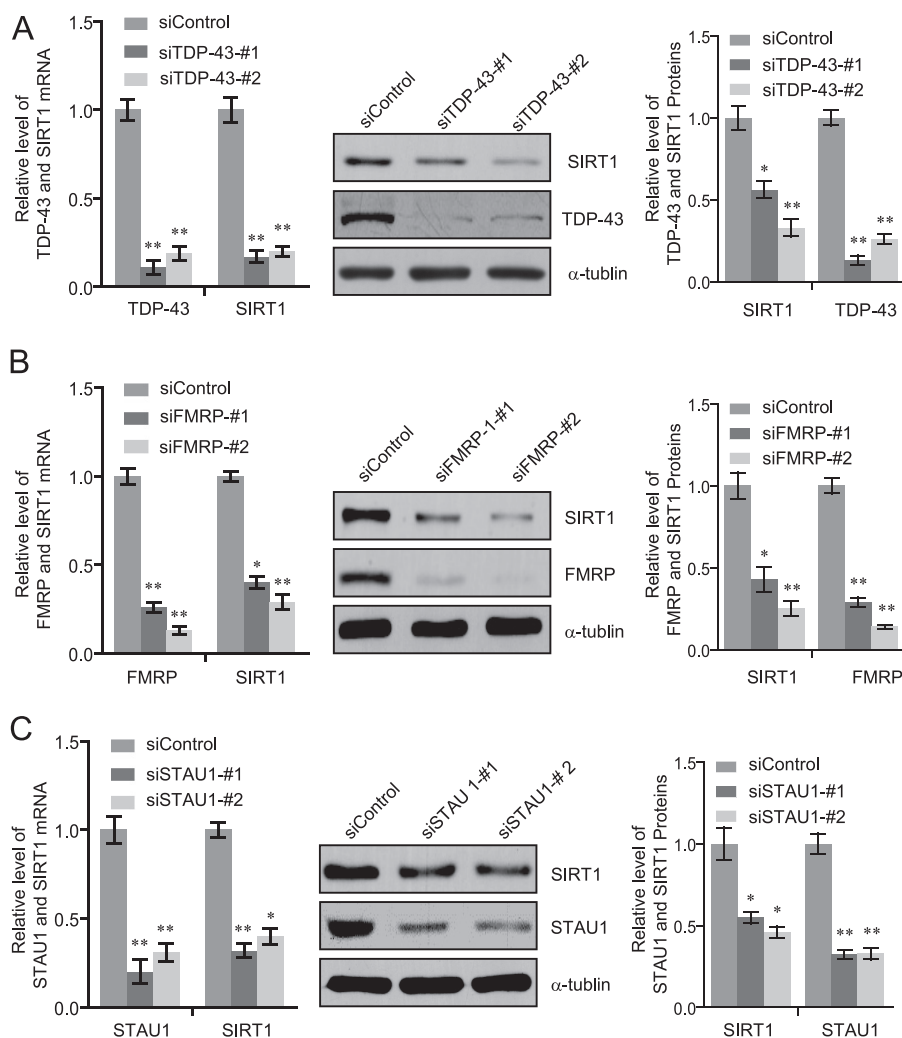 A
Relative level of
TDP-43 and SIRT1 mRNA
1.5
1.0
0.5
0.0
siControl
siTDP-43-#1
siTDP-43-#2
**
**
**
**
TDP-43
SIRT1
siControl
siTDP-43-#1
siTDP-43-#2
SIRT1
TDP-43
α-tublin
Relative level of
TDP-43 and SIRT1 Proteins
1.5
1.0
0.5
0.0
siControl
siTDP-43-#1
siTDP-43-#2
*
**
**
**
SIRT1
TDP-43
B
Relative level of
FMRP and SIRT1 mRNA
1.5
1.0
0.5
0.0
siControl
siFMRP-#1
siFMRP-#2
**
**
*
**
FMRP
SIRT1
siControl
siFMRP-1-#1
siFMRP-#2
SIRT1
FMRP
α-tublin
Relative level of
FMRP and SIRT1 Proteins
1.5
1.0
0.5
0.0
siControl
siFMRP-#1
siFMRP-#2
*
**
**
**
SIRT1
FMRP
C
Relative level of
STAU1 and SIRT1 mRNA
1.5
1.0
0.5
0.0
siControl
siSTAU1-#1
siSTAU1-#2
**
**
**
*
STAU1
SIRT1
siControl
siSTAU 1-#1
siSTAU1-# 2
SIRT1
STAU1
α-tublin
Relative level of
STAU1 and SIRT1 Proteins
1.5
1.0
0.5
0.0
siControl
siSTAU1-#1
siSTAU1-#2
*
*
**
**
SIRT1
STAU1